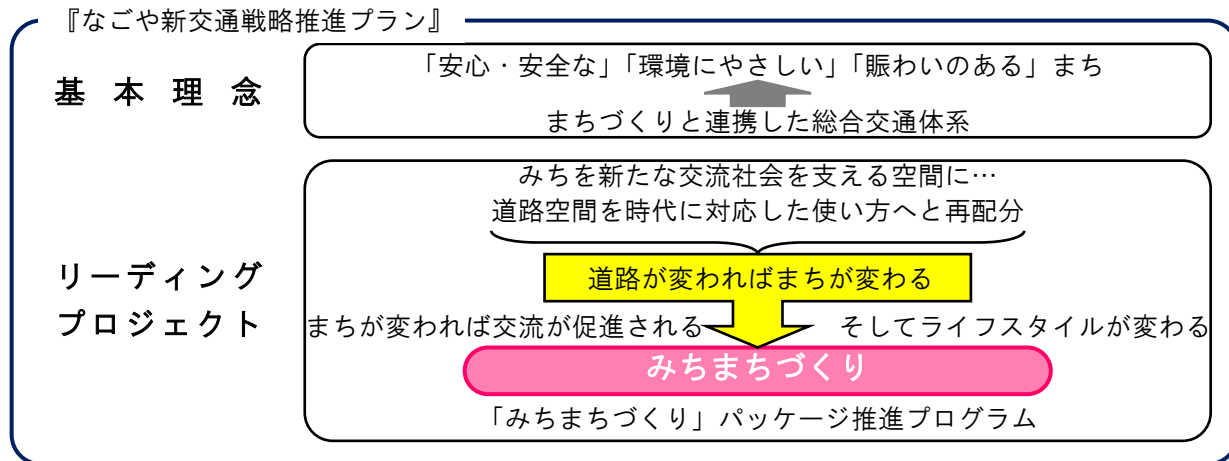 『なごや新交通戦略推進プラン』
基本理念
「安心・安全な」「環境にやさしい」「賑わいのある」まち
まちづくりと連携した総合交通体系
リーディング
プロジェクト
みちを新たな交流社会を支える空間に…
道路空間を時代に対応した使い方へと再配分
道路が変わればまちが変わる
まちが変われば交流が促進される
そしてライフスタイルが変わる
みちまちづくり
「みちまちづくり」パッケージ推進プログラム